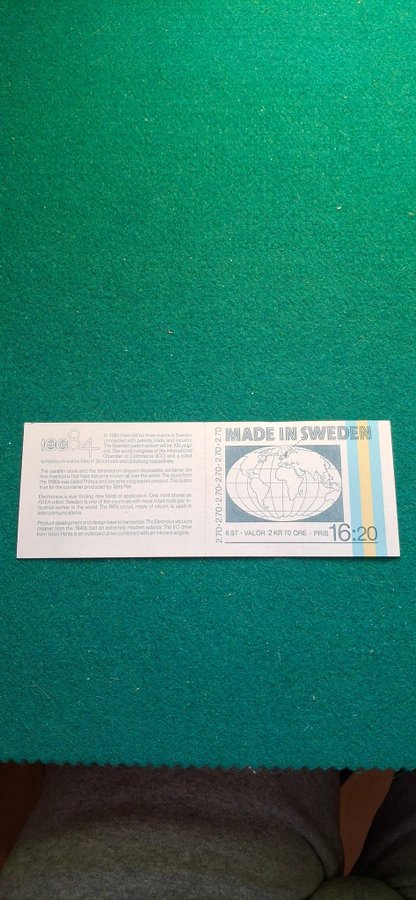 ICC 84
In 1984 there will be three events in Sweden
connected with patents, trade, and industry.
The Swedish patent system will be 100 years
old. The world congress of the International
Chamber of Commerce (ICC) and a robot
symposium will be held in Stockholm and Göteborg respectively.
The paraffin stove and the tetrahedron-shaped disposable container are
two inventions that have become known all over the world. The stove from
the 1890s was called Primus and became a big export product. This is also
true for the container produced by Tetra Pak.
Electronics is ever finding new fields of application. One motif shows an
ASEA robot. Sweden is one of the countries with most robot tools per in-
dustrial worker in the world. The RIFA circuit, made of silicon, is used in
telecommunications.
Product development and design have to harmonize. The Electrolux vacuum
cleaner from the 1940s had an extremely modern exterior. The I/O drive
from Volvo Penta is an outboard drive combined with an inboard engine.
2.70·2.70·2.70·2.70·2.70·2.70
MADE IN SWEDEN
6 ST - VALÖR 2 KR 70 ÖRE - PRIS 16:20